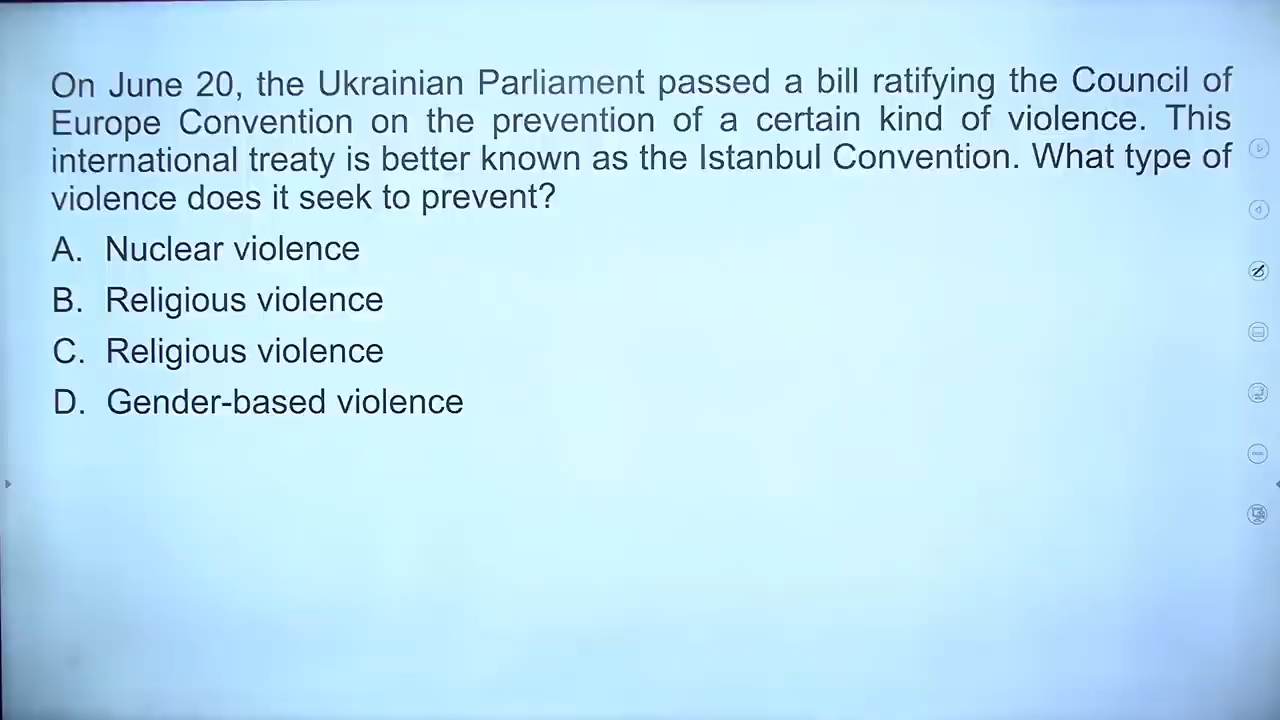 On June 20, the Ukrainian Parliament passed a bill ratifying the Council of
Europe Convention on the prevention of a certain kind of violence. This
international treaty is better known as the Istanbul Convention. What type of
violence does it seek to prevent?
A. Nuclear violence
B. Religious violence
C. Religious violence
D. Gender-based violence